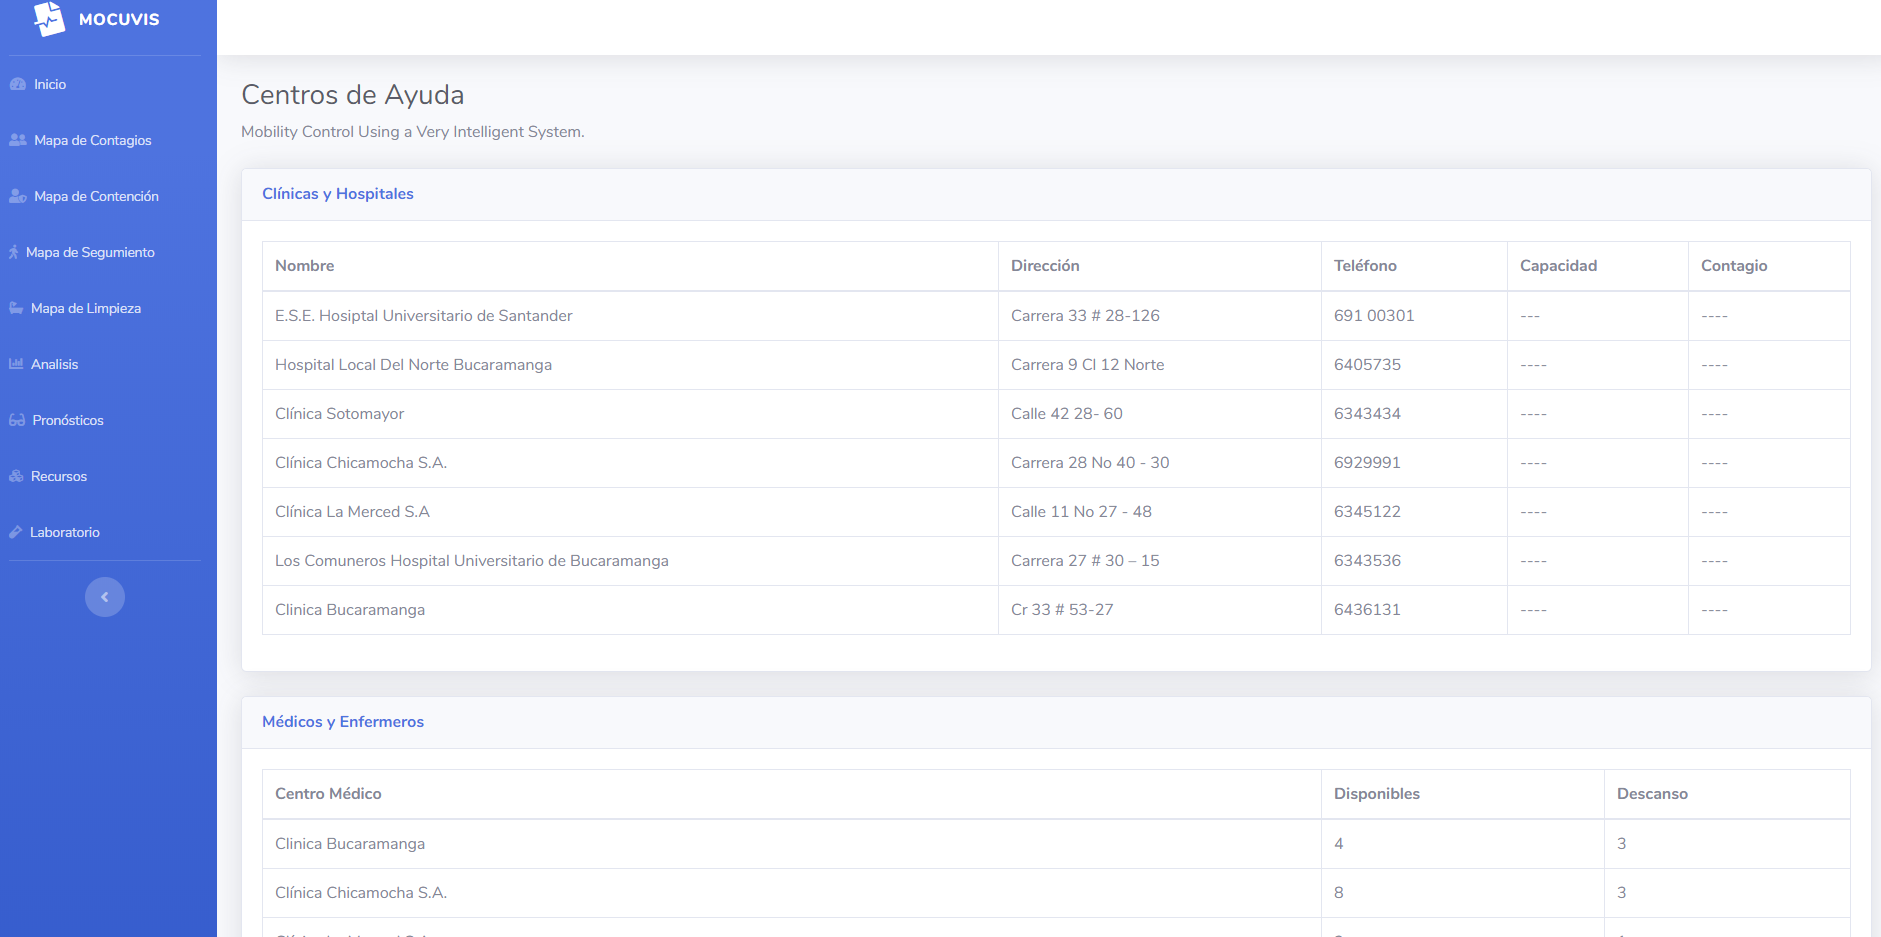 MOCUVIS
Inicio
Mapa de Contagios
Mapa de Contención
Mapa de Segumiento
Mapa de Limpieza
Analisis
Pronósticos
Recursos
Laboratorio
Centros de Ayuda
Mobility Control Using a Very Intelligent System.
Clínicas y Hospitales
Nombre Dirección Teléfono Capacidad Contagio
E.S.E. Hosiptal Universitario de Santander Carrera 33 # 28-126 691 00301 --- ----
Hospital Local Del Norte Bucaramanga Carrera 9 Cl 12 Norte 6405735 ---- ----
Clínica Sotomayor Calle 42 28- 60 6343434 ---- ----
Clínica Chicamocha S.A. Carrera 28 No 40 - 30 6929991 ---- ----
Clínica La Merced S.A Calle 11 No 27 - 48 6345122 ---- ----
Los Comuneros Hospital Universitario de Bucaramanga Carrera 27 # 30 – 15 6343536 ---- ----
Clinica Bucaramanga Cr 33 # 53-27 6436131 ---- ----
Médicos y Enfermeros
Centro Médico Disponibles Descanso
Clinica Bucaramanga 4 3
Clínica Chicamocha S.A. 8 3